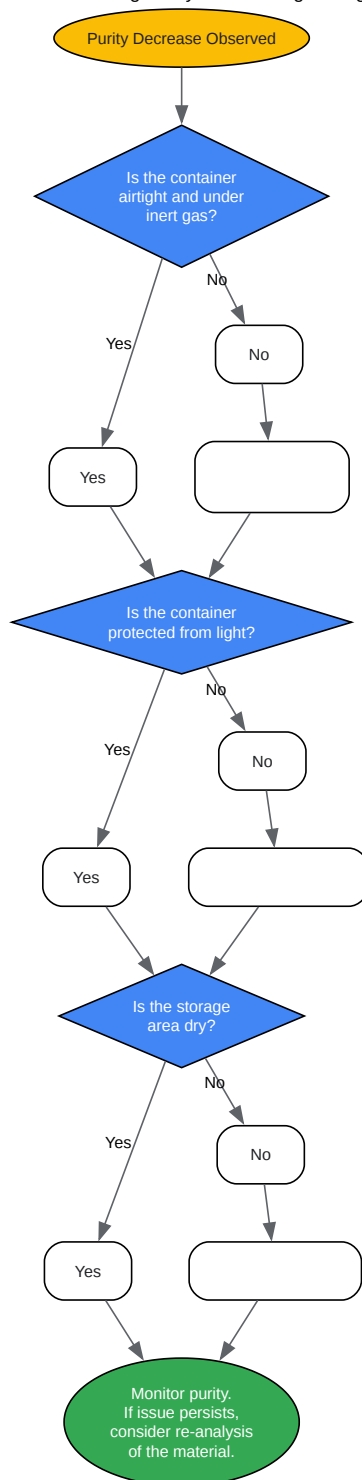 Purity Decrease Observed
Is the container
airtight and under
inert gas?
No
Yes
No
Yes
Is the container
protected from light?
No
Yes
No
Yes
Is the storage
area dry?
No
Yes
No
Yes
Monitor purity.
If issue persists,
consider re-analysis
of the material.